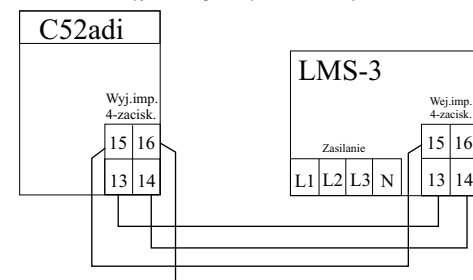 C52adi
Wyj.imp.
4-zacisk.
15 16
13 14
LMS-3
Wej.imp.
4-zacisk.
Zasilanie
15 16
L1 L2 L3 N
13 14